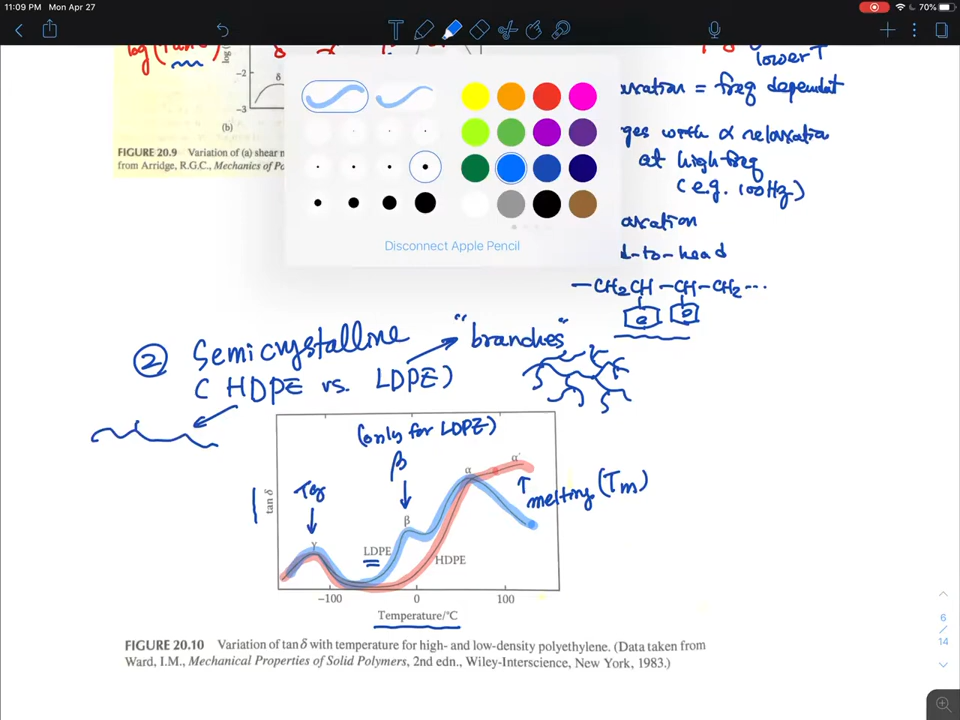 11:09 PM Mon Apr 27
70%
lower T
−2
δ
−3
(b)
= freq dependat
with α relaxation
at high freq
(e.g. 100Hz)
FIGURE 20.9 Variation of (a) shear
from Arridge, R.G.C., Mechanics of
Disconnect Apple Pencil
-to-head
—CH2CH—CH—CH2...
② Semicrystalline
"branches"
(HDPE vs. LDPE)
(only for LDPE)
β
α
α'
melting (Tm)
tan δ
Tg
γ
β
LDPE
HDPE
−100
0
100
Temperature/°C
6
/
14
FIGURE 20.10 Variation of tan δ with temperature for high- and low-density polyethylene. (Data taken from
Ward, I.M., Mechanical Properties of Solid Polymers, 2nd edn., Wiley-Interscience, New York, 1983.)